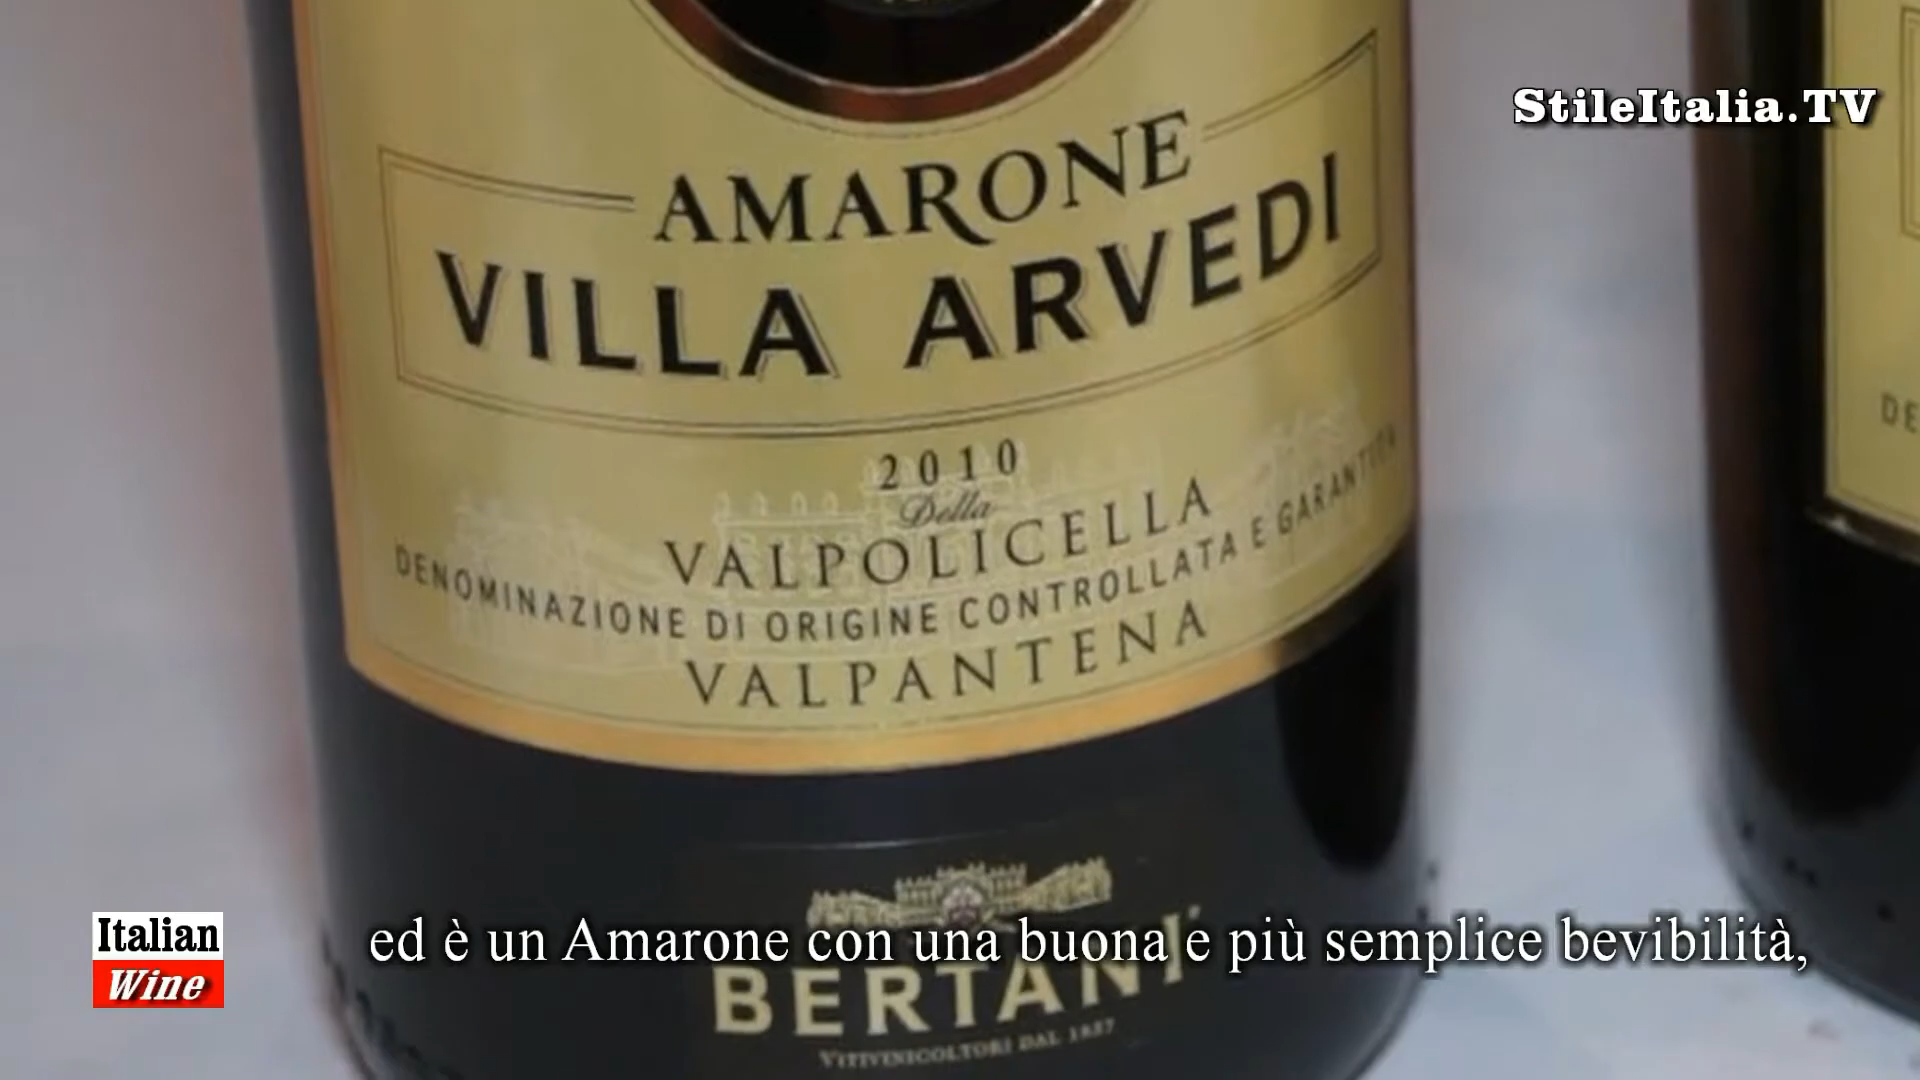 StileItalia.TV
AMARONE
VILLA ARVEDI
2010
Della
VALPOLICELLA
DENOMINAZIONE DI ORIGINE CONTROLLATA E GARANTITA
VALPANTENA
DE
Italian
Wine
ed è un Amarone con una buona e più semplice bevibilità,
BERTANI
VITIVINICOLTORI DAL 1857